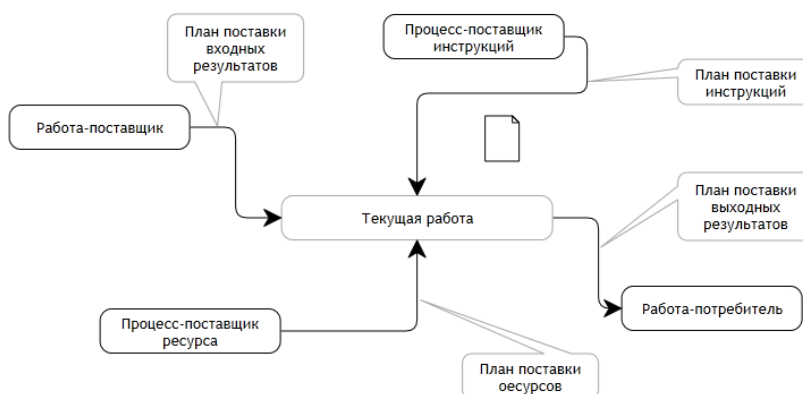 План поставки
входных
результатов
Процесс-поставщик
инструкций
План поставки
инструкций
Работа-поставщик
План поставки
выходных
результатов
Текущая работа
Работа-потребитель
Процесс-поставщик
ресурса
План поставки
оесурсов